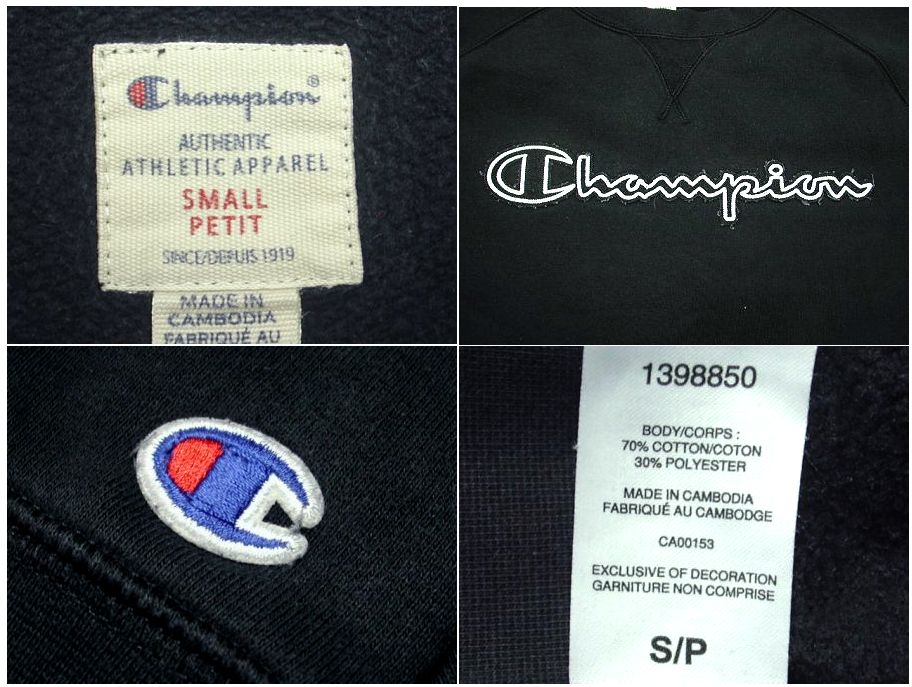 Champion®
AUTHENTIC
ATHLETIC APPAREL
SMALL
PETIT
SINCE/DEPUIS 1919
MADE IN
CAMBODIA
FABRIQUÉ AU
Champion
1398850
BODY/CORPS :
70% COTTON/COTON
30% POLYESTER
MADE IN CAMBODIA
FABRIQUÉ AU CAMBODGE
CA00153
EXCLUSIVE OF DECORATION
GARNITURE NON COMPRISE
S/P